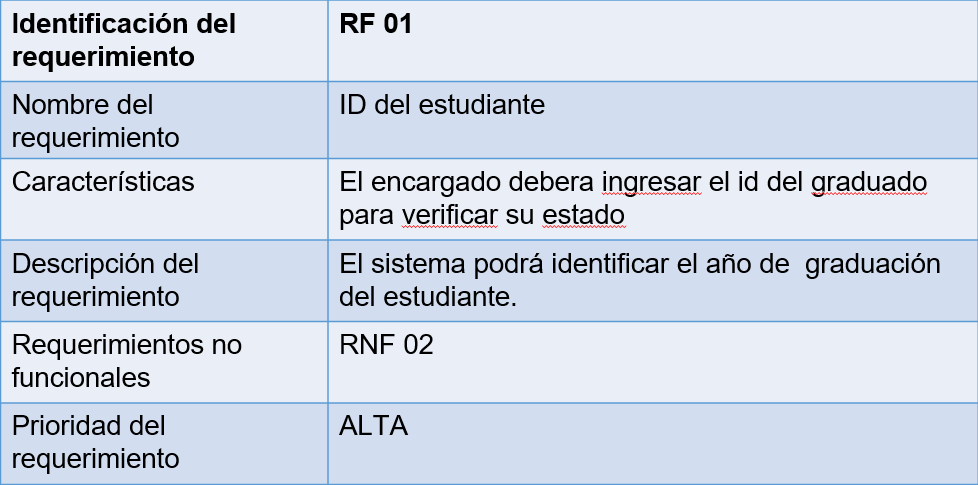 Identificación del
requerimiento
RF 01
Nombre del
requerimiento
ID del estudiante
Características
El encargado debera ingresar el id del graduado
para verificar su estado
Descripción del
requerimiento
El sistema podrá identificar el año de  graduación
del estudiante.
Requerimientos no
funcionales
RNF 02
Prioridad del
requerimiento
ALTA